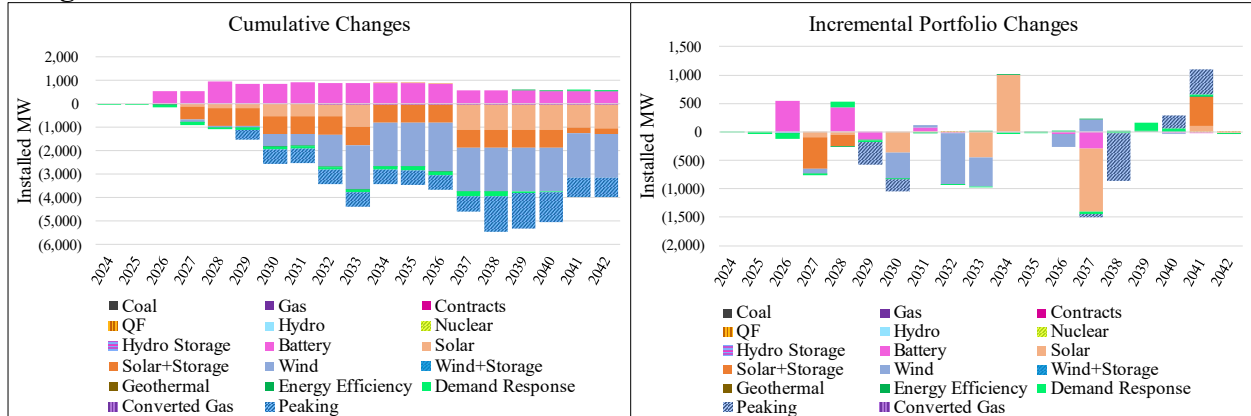 Cumulative Changes
Installed MW
2,000
1,000
0
(1,000)
(2,000)
(3,000)
(4,000)
(5,000)
(6,000)
2024 2025 2026 2027 2028 2029 2030 2031 2032 2033 2034 2035 2036 2037 2038 2039 2040 2041 2042
Coal Gas Contracts
QF Hydro Nuclear
Hydro Storage Battery Solar
Solar+Storage Wind Wind+Storage
Geothermal Energy Efficiency Demand Response
Converted Gas Peaking
Incremental Portfolio Changes
Installed MW
1,500
1,000
500
0
(500)
(1,000)
(1,500)
(2,000)
2024 2025 2026 2027 2028 2029 2030 2031 2032 2033 2034 2035 2036 2037 2038 2039 2040 2041 2042
Coal Gas Contracts
QF Hydro Nuclear
Hydro Storage Battery Solar
Solar+Storage Wind Wind+Storage
Geothermal Energy Efficiency Demand Response
Peaking Converted Gas